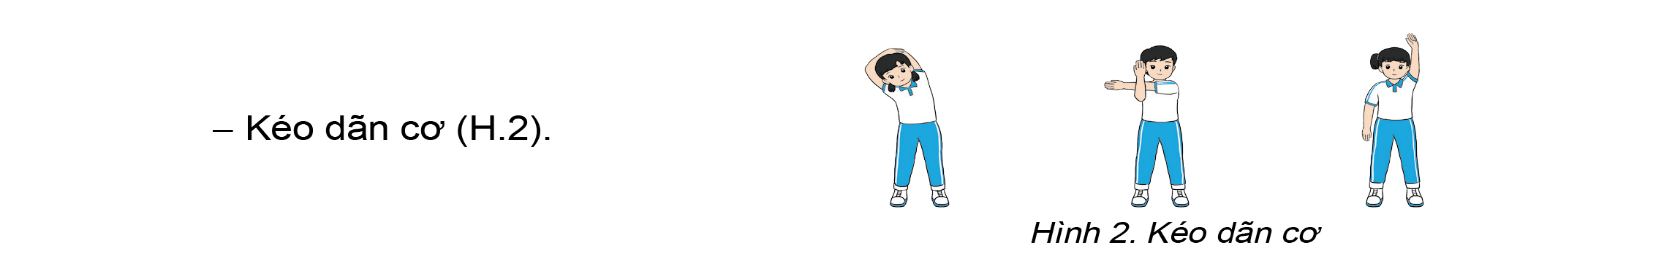 – Kéo dãn cơ (H.2).
Hình 2. Kéo dãn cơ